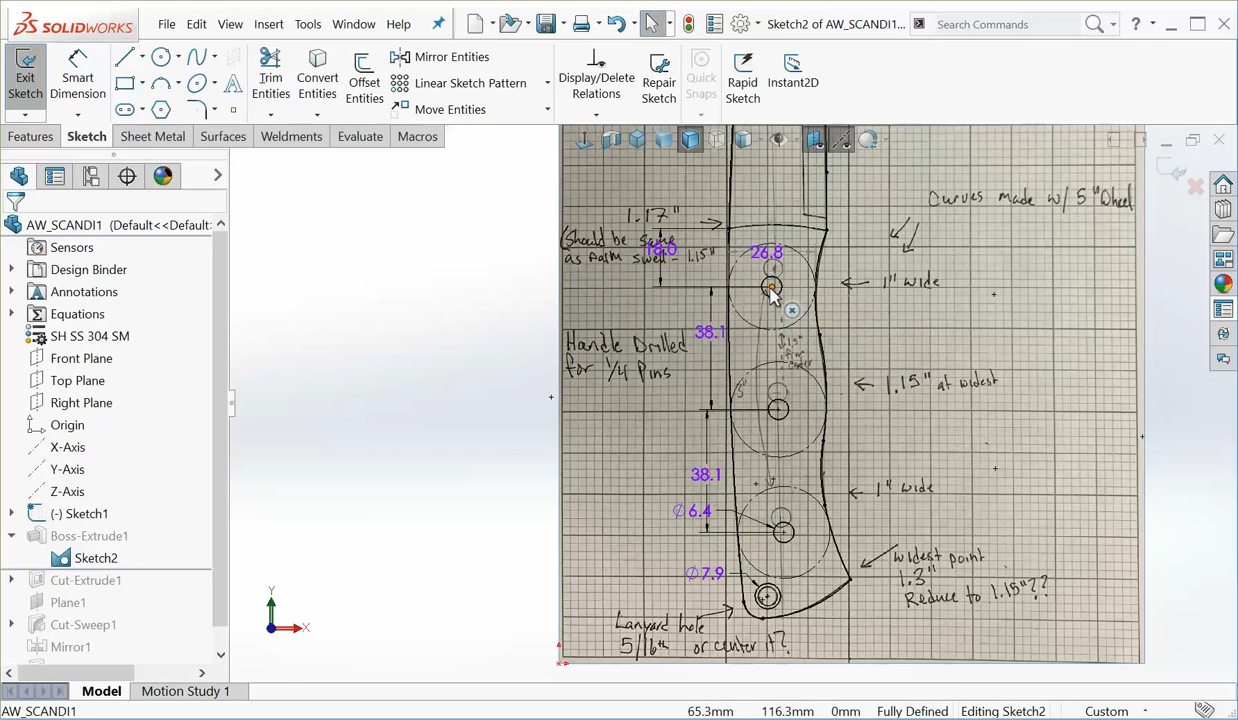 SOLIDWORKS
File Edit View Insert Tools Window Help
Sketch2 of AW_SCANDI1...
Search Commands
Exit Sketch
Smart Dimension
Trim Entities
Convert Entities
Offset Entities
Mirror Entities
Linear Sketch Pattern
Move Entities
Display/Delete Relations
Repair Sketch
Quick Snaps
Rapid Sketch
Instant2D
Features Sketch Sheet Metal Surfaces Weldments Evaluate Macros
AW_SCANDI1 (Default<<Default>
Sensors
Design Binder
Annotations
Equations
SH SS 304 SM
Front Plane
Top Plane
Right Plane
Origin
X-Axis
Y-Axis
Z-Axis
(-) Sketch1
Boss-Extrude1
Sketch2
Cut-Extrude1
Plane1
Cut-Sweep1
Mirror1
Curves made w/ 5" Wheel
1.17"
(Should be same
as Palm swell - 1.15"
18.0
26.8
1" wide
38.1
Handle Drilled
for 1/4 Pins
1.15" at widest
38.1
1" wide
Ø6.4
widest point
1.3"
Reduce to 1.15"??
Ø7.9
Lanyard hole
5/16th or center it?
Y
X
Model Motion Study 1
AW_SCANDI1
65.3mm 116.3mm 0mm Fully Defined Editing Sketch2 Custom